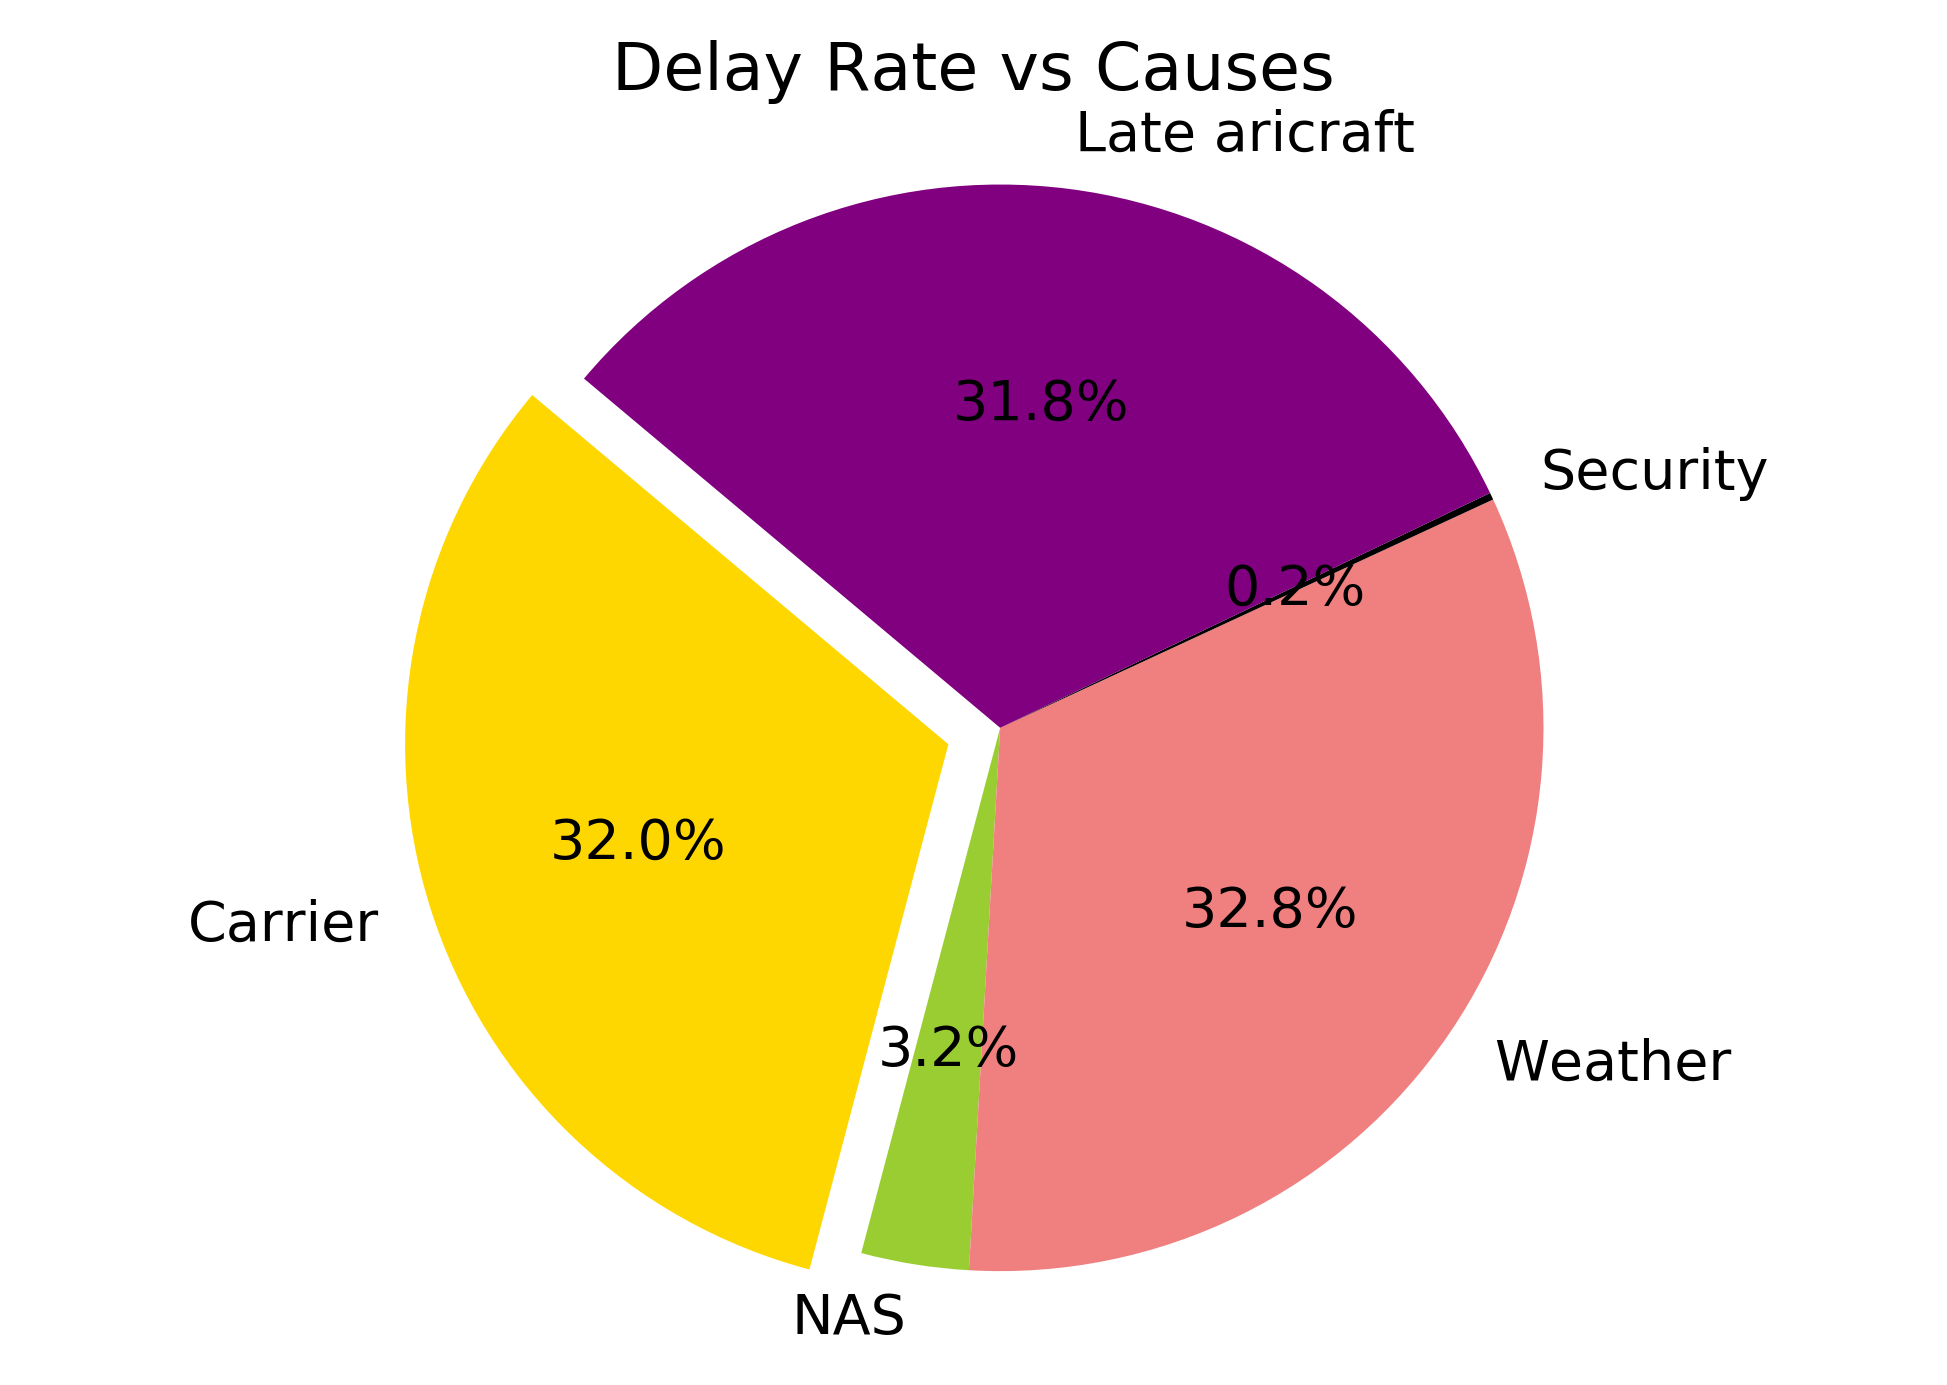 Delay Rate vs Causes
Late aricraft
31.8%
Security
0.2%
32.0%
Carrier
32.8%
3.2%
Weather
NAS